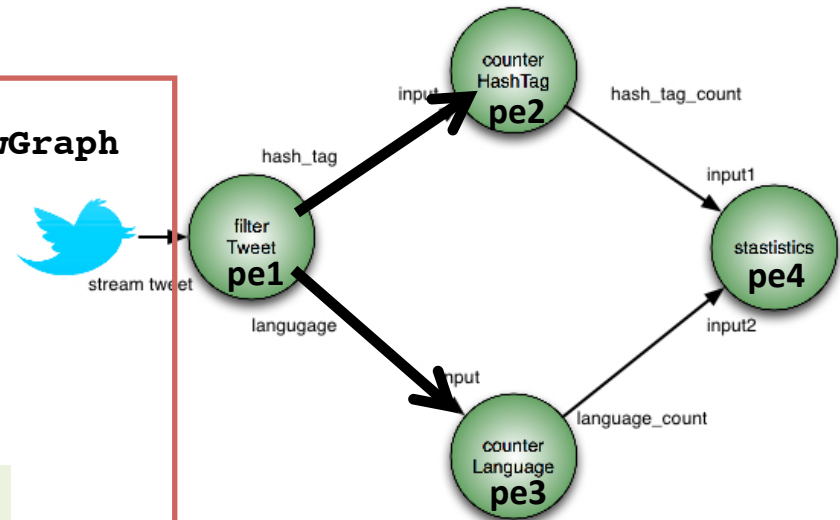 wGraph
stream tweet
filter
Tweet
pe1
hash_tag
langugage
input
counter
HashTag
pe2
hash_tag_count
input1
stastistics
pe4
input2
nput
counter
Language
pe3
language_count